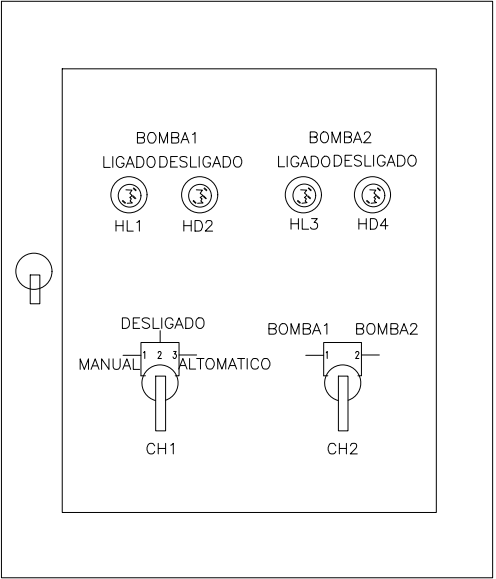 BOMBA1 BOMBA2
LIGADO DESLIGADO LIGADO DESLIGADO
HL1 HD2 HL3 HD4
DESLIGADO
BOMBA1 BOMBA2
1 2 3 1 2
MANUAL ALTOMATICO
CH1 CH2